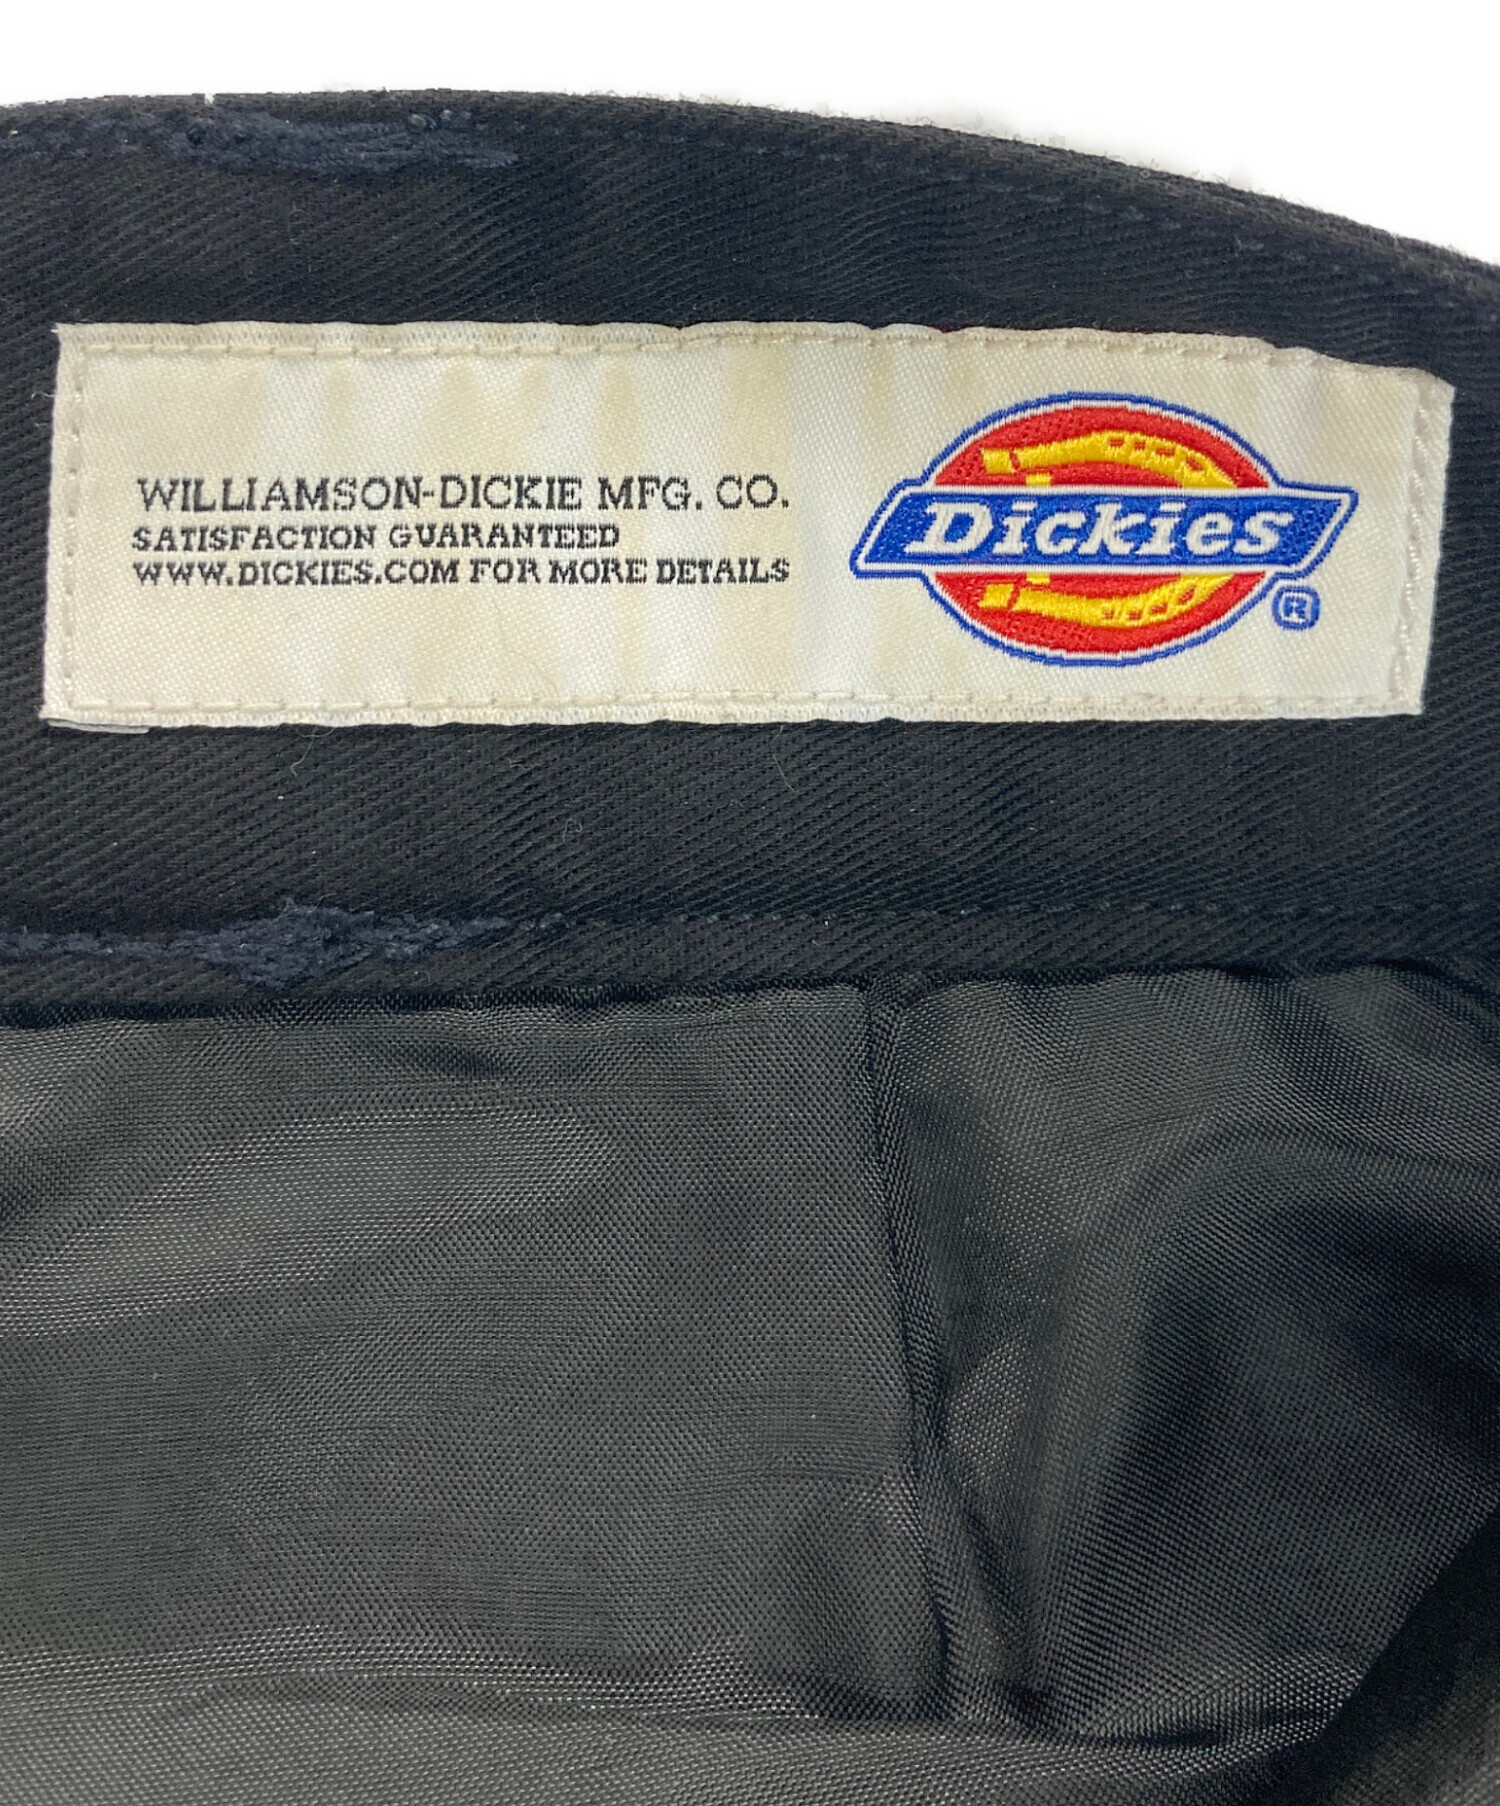 WILLIAMSON-DICKIE MFG. CO.
SATISFACTION GUARANTEED
WWW.DICKIES.COM FOR MORE DETAILS
Dickies
®